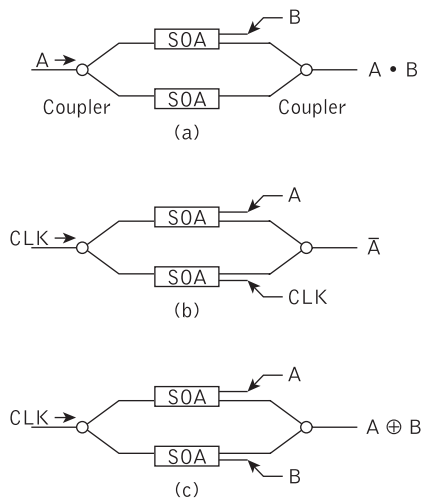 B
SOA
A
A • B
Coupler
SOA
Coupler
(a)
A
SOA
CLK
A̅
SOA
CLK
(b)
A
SOA
CLK
A ⊕ B
SOA
B
(c)